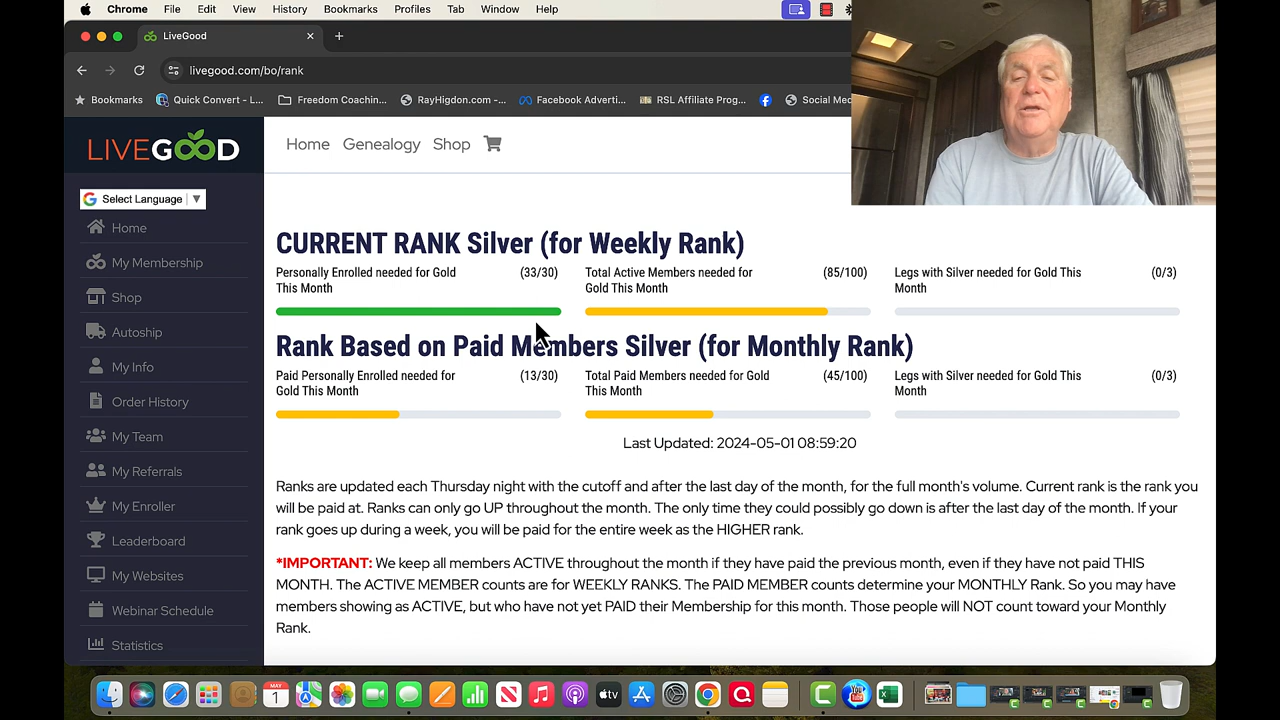 Chrome File Edit View History Bookmarks Profiles Tab Window Help
LiveGood
livegood.com/bo/rank
Bookmarks Quick Convert - L... Freedom Coachin... RayHigdon.com -... Facebook Adverti... RSL Affiliate Prog... Social Med
LIVEGOOD
Home Genealogy Shop
Select Language
Home
My Membership
Shop
Autoship
My Info
Order History
My Team
My Referrals
My Enroller
Leaderboard
My Websites
Webinar Schedule
Statistics
CURRENT RANK Silver (for Weekly Rank)
Personally Enrolled needed for Gold (33/30) Total Active Members needed for (85/100) Legs with Silver needed for Gold This (0/3)
This Month Gold This Month Month
Rank Based on Paid Members Silver (for Monthly Rank)
Paid Personally Enrolled needed for (13/30) Total Paid Members needed for Gold (45/100) Legs with Silver needed for Gold This (0/3)
Gold This Month This Month Month
Last Updated: 2024-05-01 08:59:20
Ranks are updated each Thursday night with the cutoff and after the last day of the month, for the full month's volume. Current rank is the rank you
will be paid at. Ranks can only go UP throughout the month. The only time they could possibly go down is after the last day of the month. If your
rank goes up during a week, you will be paid for the entire week as the HIGHER rank.
*IMPORTANT: We keep all members ACTIVE throughout the month if they have paid the previous month, even if they have not paid THIS
MONTH. The ACTIVE MEMBER counts are for WEEKLY RANKS. The PAID MEMBER counts determine your MONTHLY Rank. So you may have
members showing as ACTIVE, but who have not yet PAID their Membership for this month. Those people will NOT count toward your Monthly
Rank.
MAY
1
tv